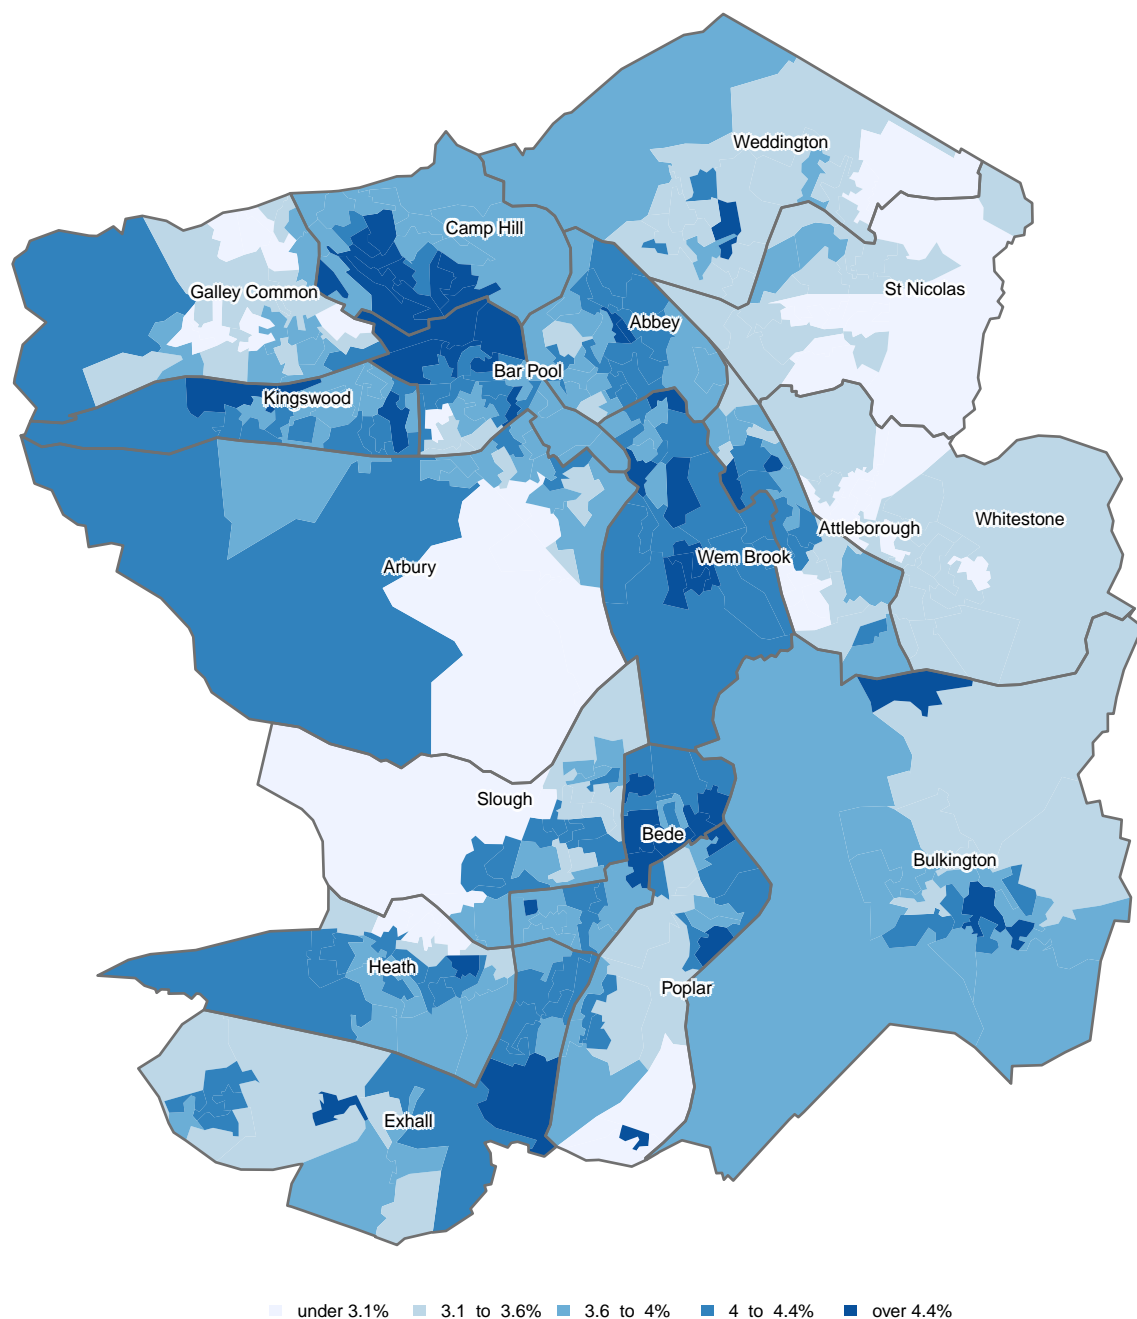 Weddington
Camp Hill
St Nicolas
Galley Common
Abbey
Bar Pool
Kingswood
Whitestone
Attleborough
Wem Brook
Arbury
Slough
Bede
Bulkington
Heath
Poplar
Exhall
under 3.1% 3.1 to 3.6% 3.6 to 4% 4 to 4.4% over 4.4%